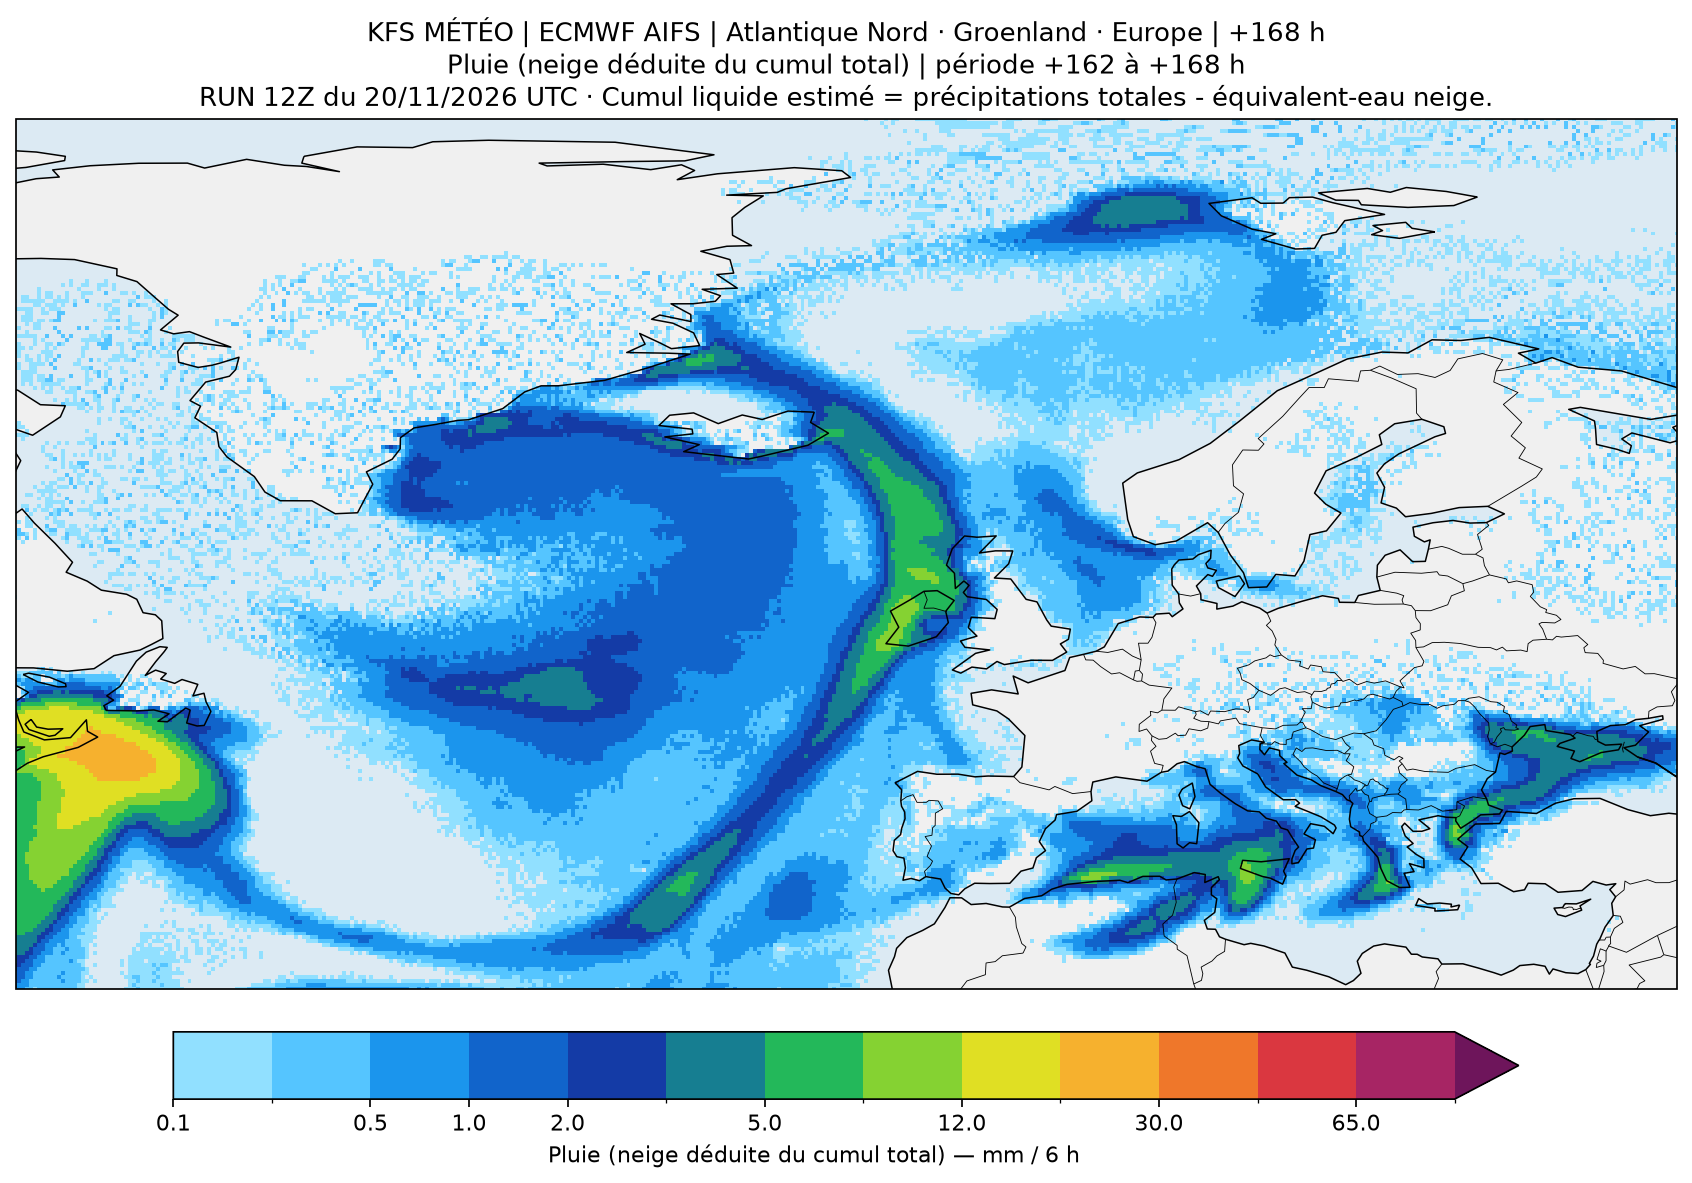 KFS MÉTÉO | ECMWF AIFS | Atlantique Nord · Groenland · Europe | +168 h
Pluie (neige déduite du cumul total) | période +162 à +168 h
RUN 12Z du 20/11/2026 UTC · Cumul liquide estimé = précipitations totales - équivalent-eau neige.
0.1 0.5 1.0 2.0 5.0 12.0 30.0 65.0
Pluie (neige déduite du cumul total) — mm / 6 h